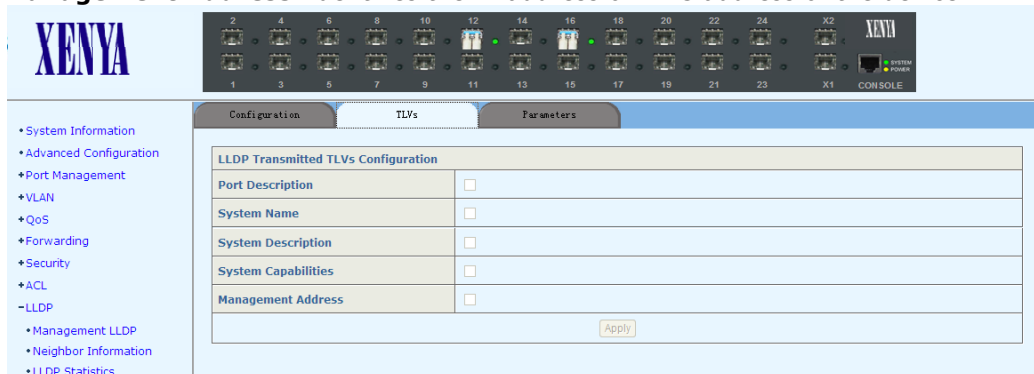 XENYA
2 4 6 8 10 12 14 16 18 20 22 24 X2
XENYA
SYSTEM
POWER
1 3 5 7 9 11 13 15 17 19 21 23 X1 CONSOLE
Configuration TLVs Parameters
System Information
Advanced Configuration
Port Management
VLAN
QoS
Forwarding
Security
ACL
LLDP
Management LLDP
Neighbor Information
LLDP Statistics
LLDP Transmitted TLVs Configuration
Port Description
System Name
System Description
System Capabilities
Management Address
Apply